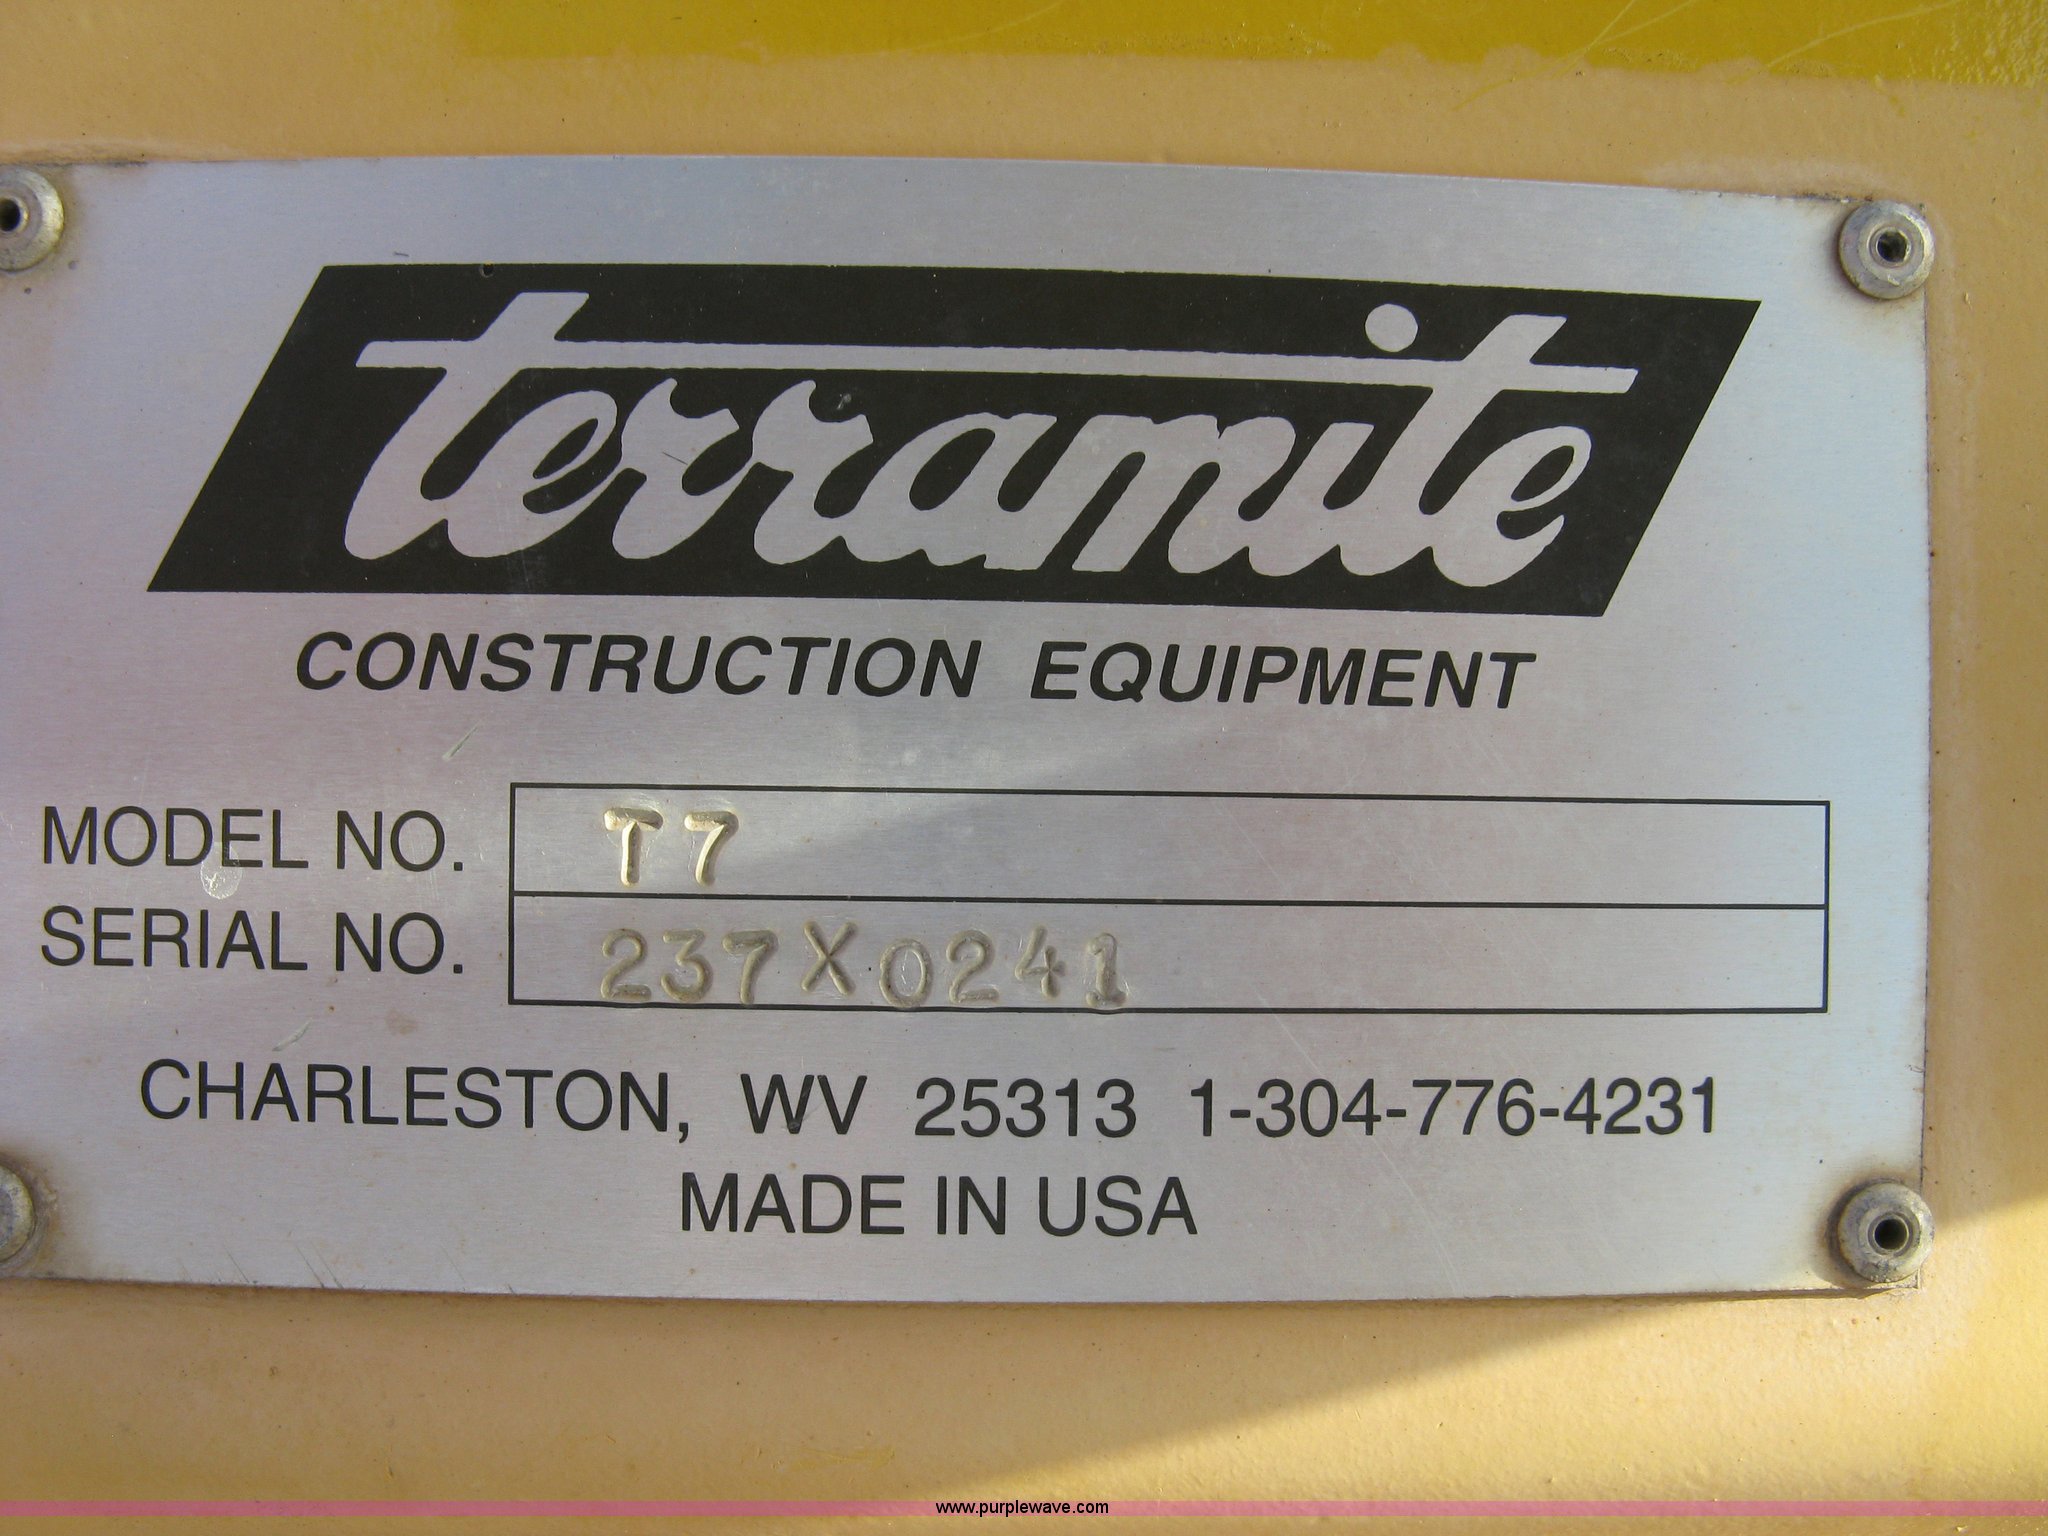 terramite
CONSTRUCTION EQUIPMENT
MODEL NO. T7
SERIAL NO. 237X0241
CHARLESTON, WV 25313 1-304-776-4231
MADE IN USA
www.purplewave.com